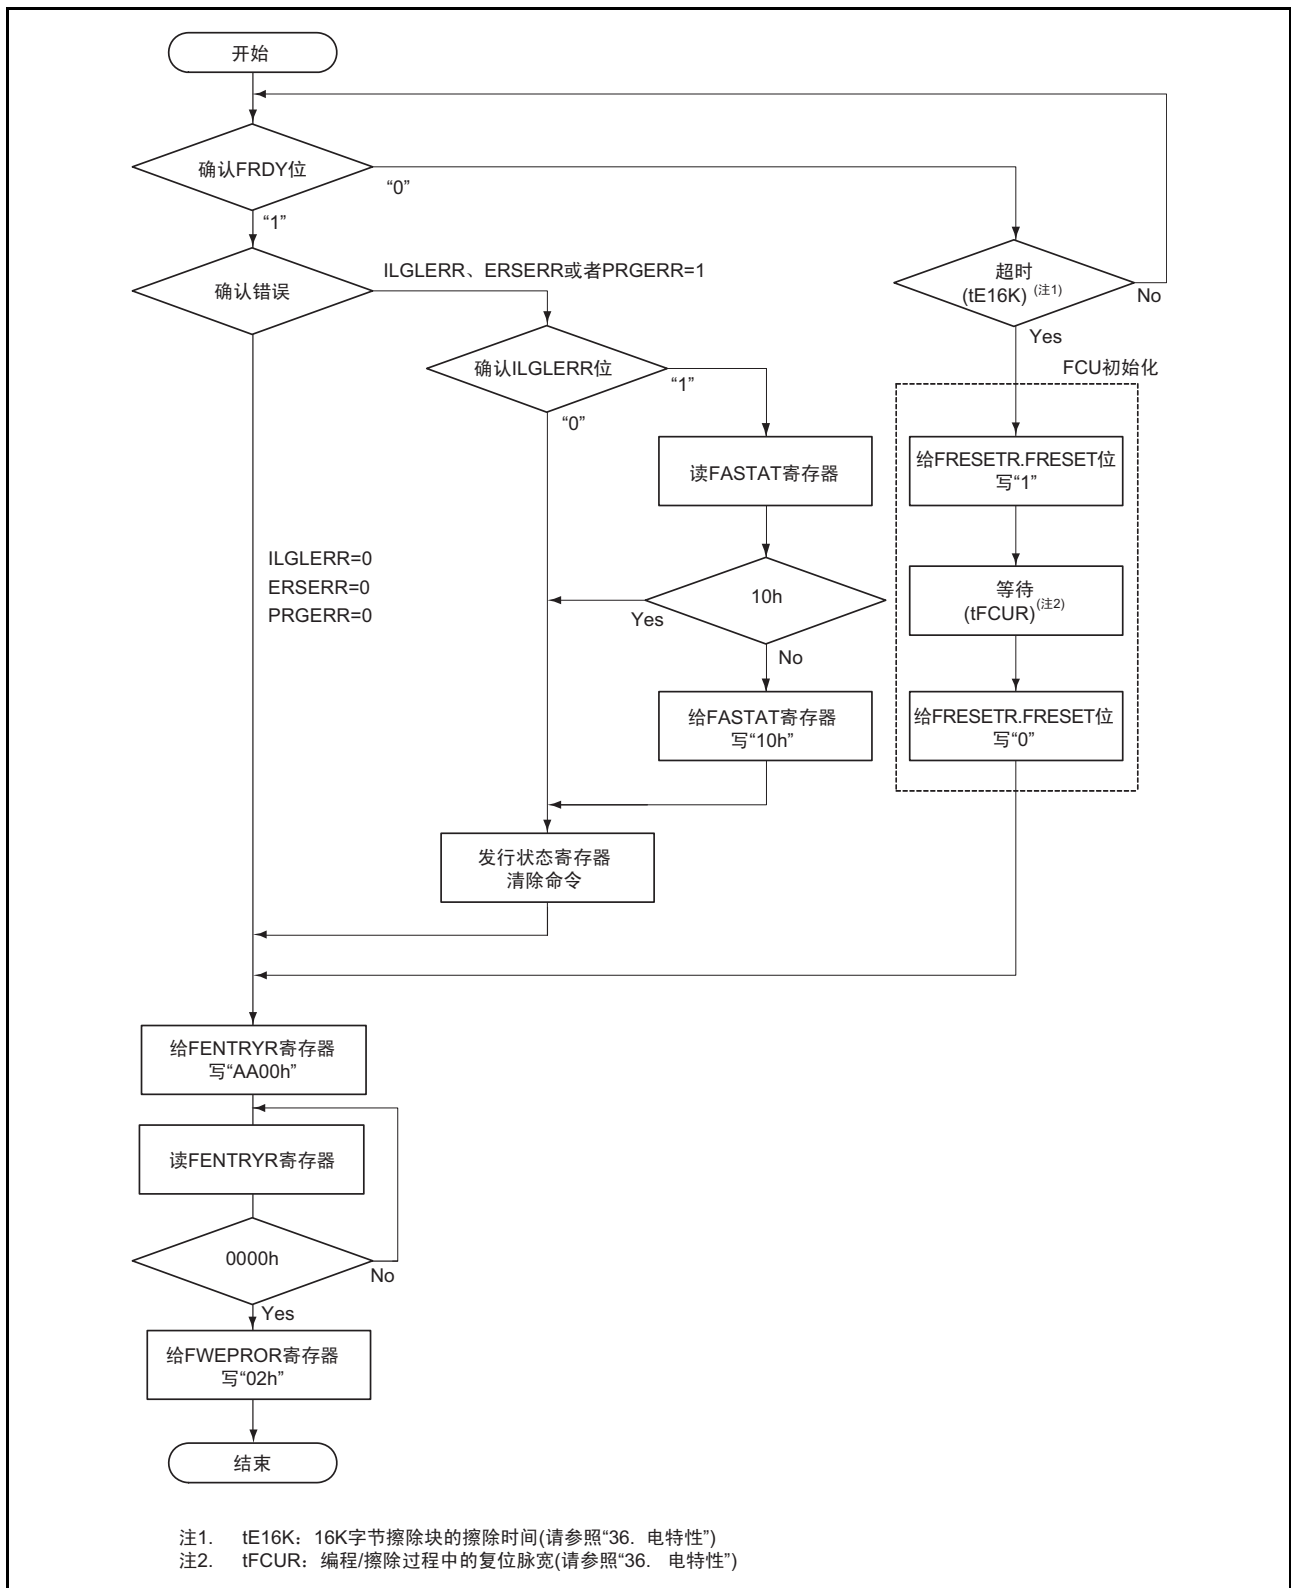 开始
确认FRDY位
“0”
“1”
确认错误
ILGLERR、ERSERR或者PRGERR=1
超时
(tE16K) (注1)
No
Yes
FCU初始化
确认ILGLERR位
“1”
“0”
读FASTAT寄存器
给FRESETR.FRESET位
写“1”
ILGLERR=0
ERSERR=0
PRGERR=0
10h
Yes
No
等待
(tFCUR)(注2)
给FASTAT寄存器
写“10h”
给FRESETR.FRESET位
写“0”
发行状态寄存器
清除命令
给FENTRYR寄存器
写“AA00h”
读FENTRYR寄存器
0000h
No
Yes
给FWEPROR寄存器
写“02h”
结束
注1. tE16K：16K字节擦除块的擦除时间(请参照“36. 电特性”)
注2. tFCUR：编程/擦除过程中的复位脉宽(请参照“36. 电特性”)